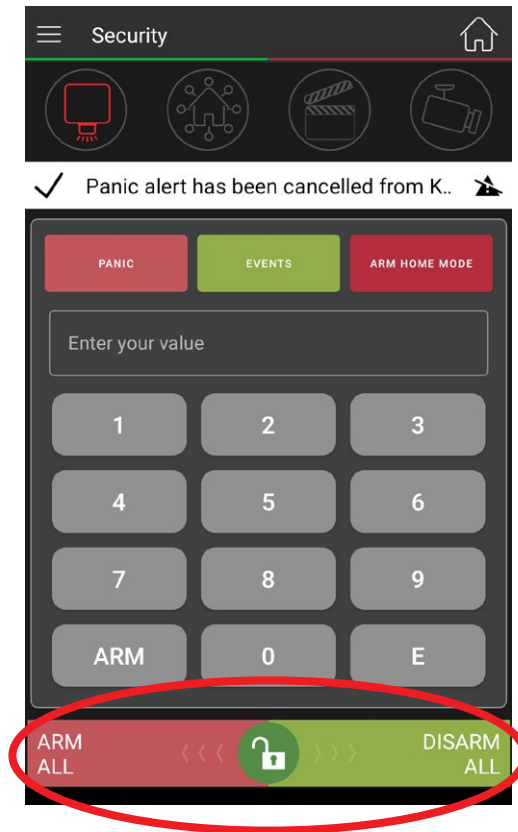 Security
Panic alert has been cancelled from K..
PANIC EVENTS ARM HOME MODE
Enter your value
1 2 3
4 5 6
7 8 9
ARM 0 E
ARM DISARM
ALL ALL